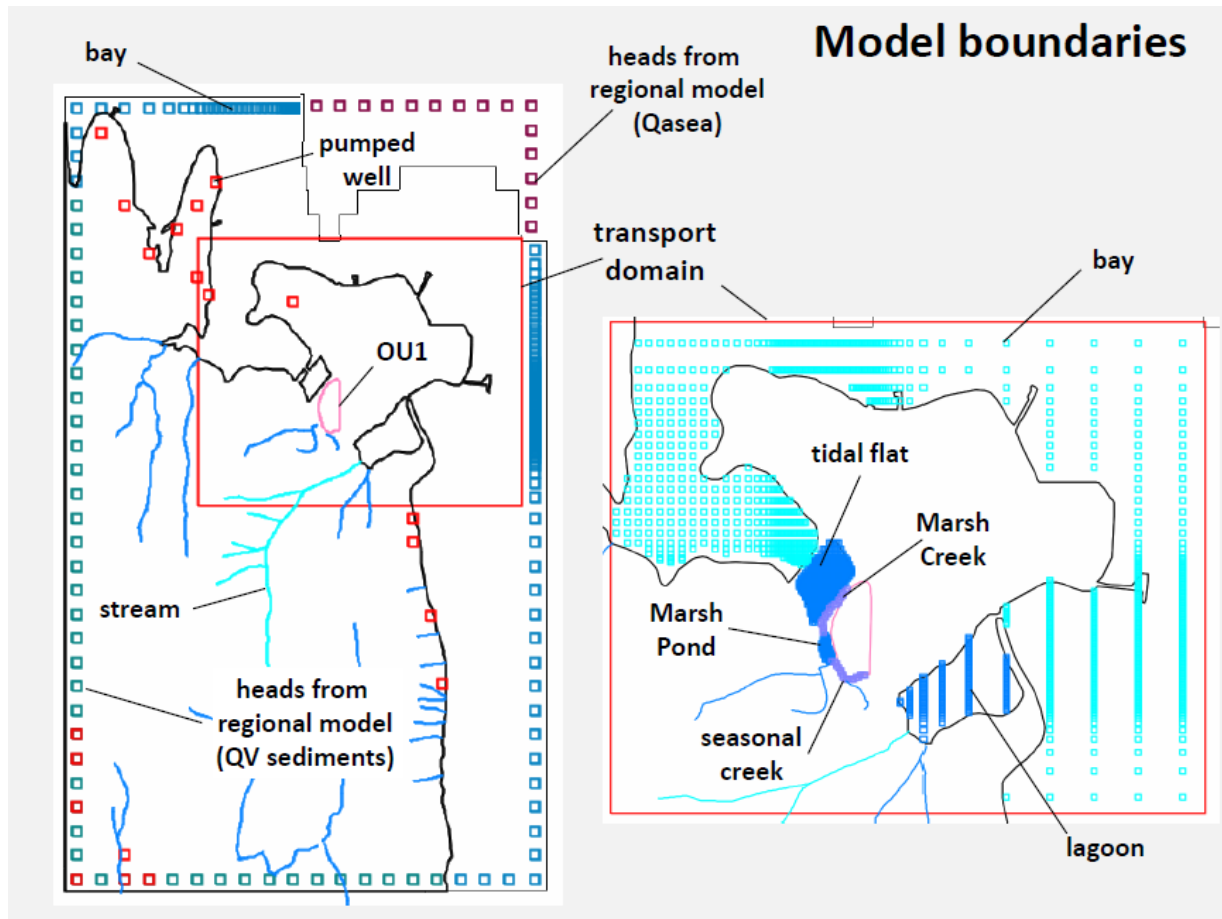 Model boundaries
bay
heads from
regional model
(Qasea)
pumped
well
transport
domain
bay
OU1
tidal flat
Marsh
Creek
stream
Marsh
Pond
heads from
regional model
(QV sediments)
seasonal
creek
lagoon